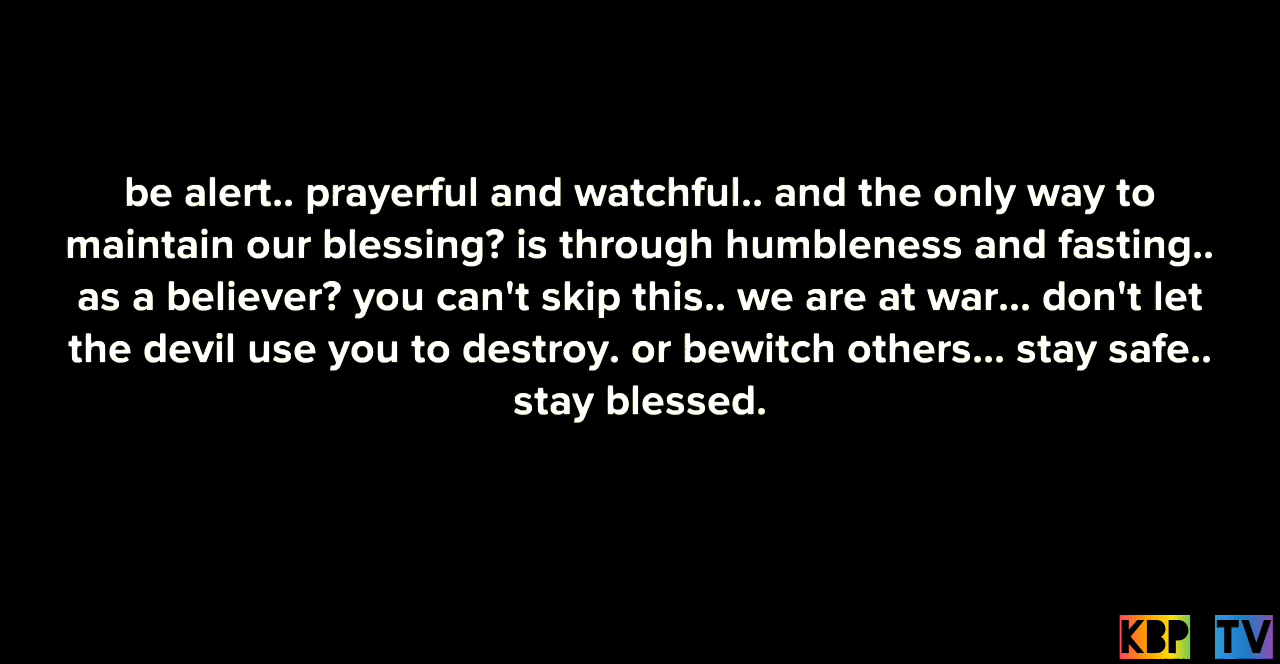 be alert.. prayerful and watchful.. and the only way to
maintain our blessing? is through humbleness and fasting..
as a believer? you can't skip this.. we are at war... don't let
the devil use you to destroy. or bewitch others... stay safe..
stay blessed.
KBP TV